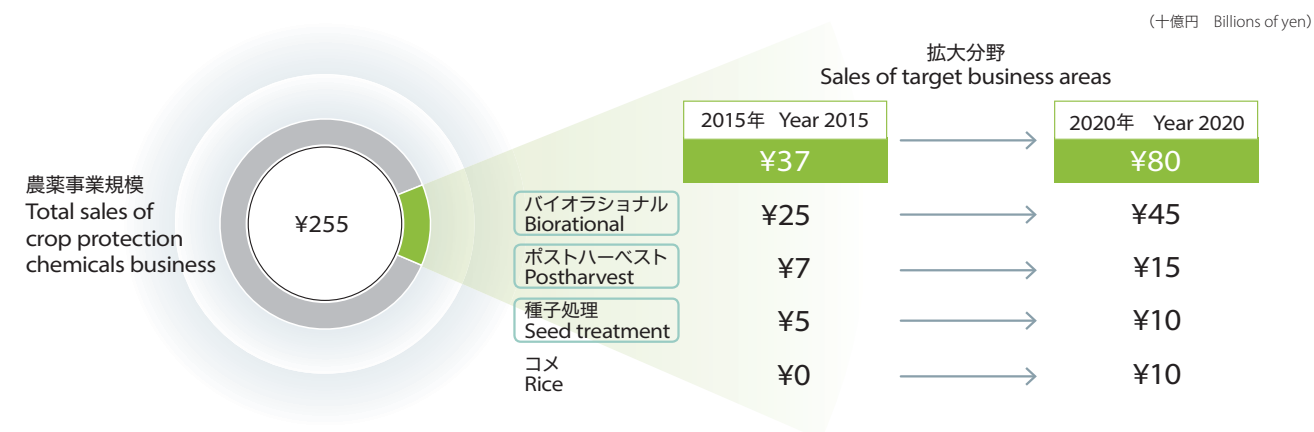 （十億円　Billions of yen）
拡大分野
Sales of target business areas
農薬事業規模
Total sales of
crop protection
chemicals business
¥255
2015年　Year 2015
2020年　Year 2020
¥37
¥80
バイオラショナル
Biorational
¥25
¥45
ポストハーベスト
Postharvest
¥7
¥15
種子処理
Seed treatment
¥5
¥10
コメ
Rice
¥0
¥10